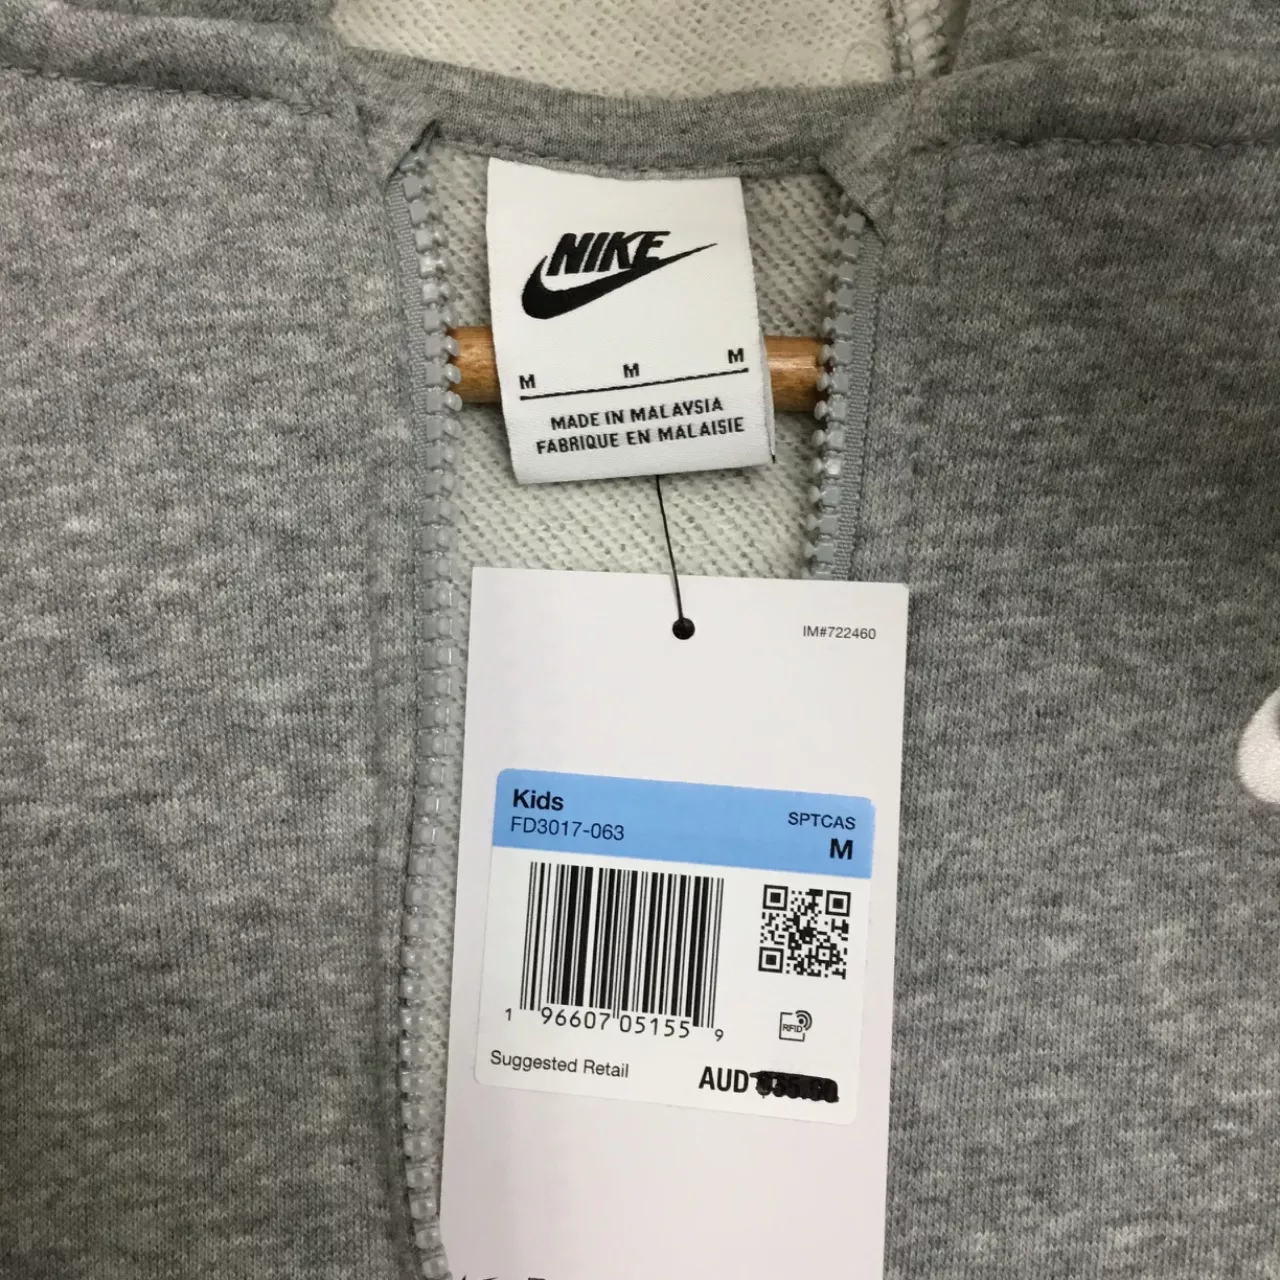 NIKE
M M M
MADE IN MALAYSIA
FABRIQUE EN MALAISIE
IM#722460
Kids
SPTCAS
FD3017-063
M
1 96607 05155 9
RFID
Suggested Retail
AUD